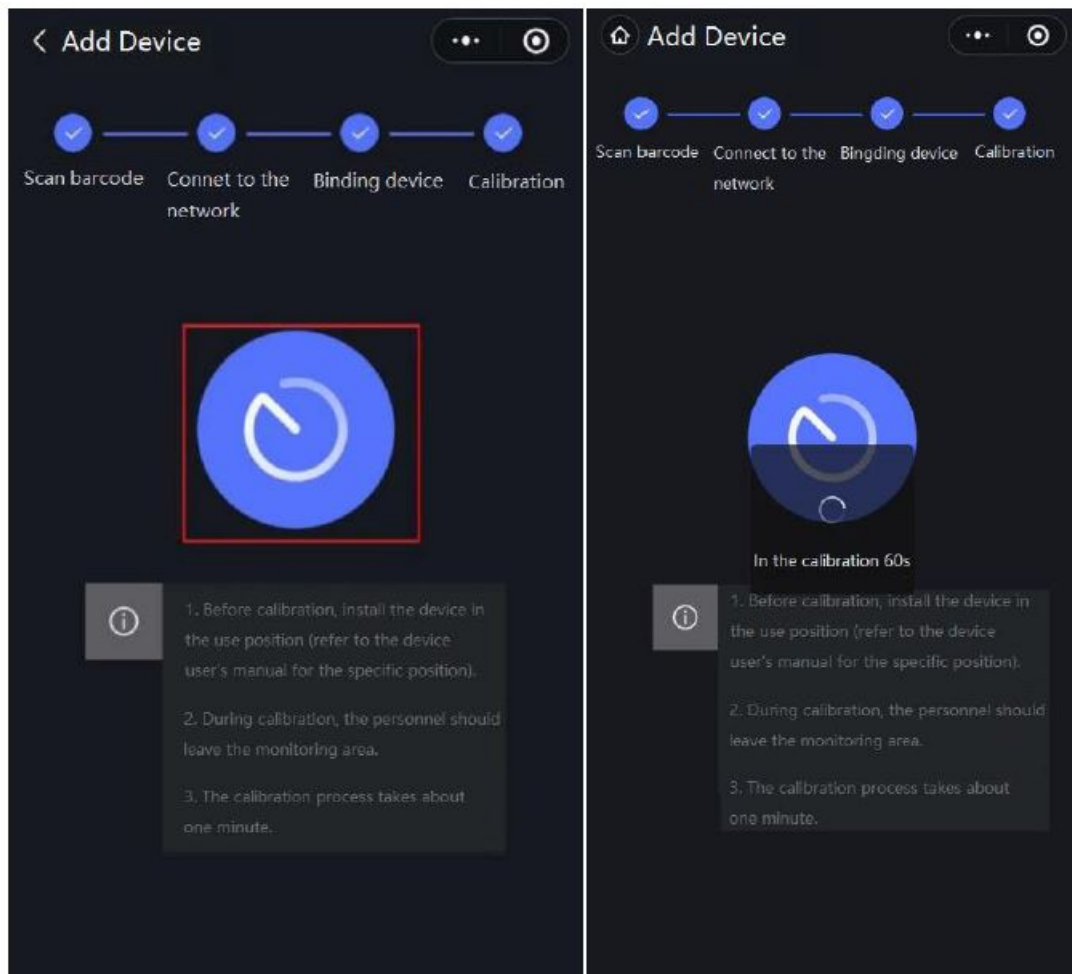 Add Device
Scan barcode
Connet to the
network
Binding device
Calibration
1. Before calibration, install the device in
the use position (refer to the device
user's manual for the specific position).
2. During calibration, the personnel should
leave the monitoring area.
3. The calibration process takes about
one minute.
Add Device
Scan barcode
Connect to the
network
Bingding device
Calibration
In the calibration 60s
1. Before calibration, install the device in
the use position (refer to the device
user's manual for the specific position).
2. During calibration, the personnel should
leave the monitoring area.
3. The calibration process takes about
one minute.